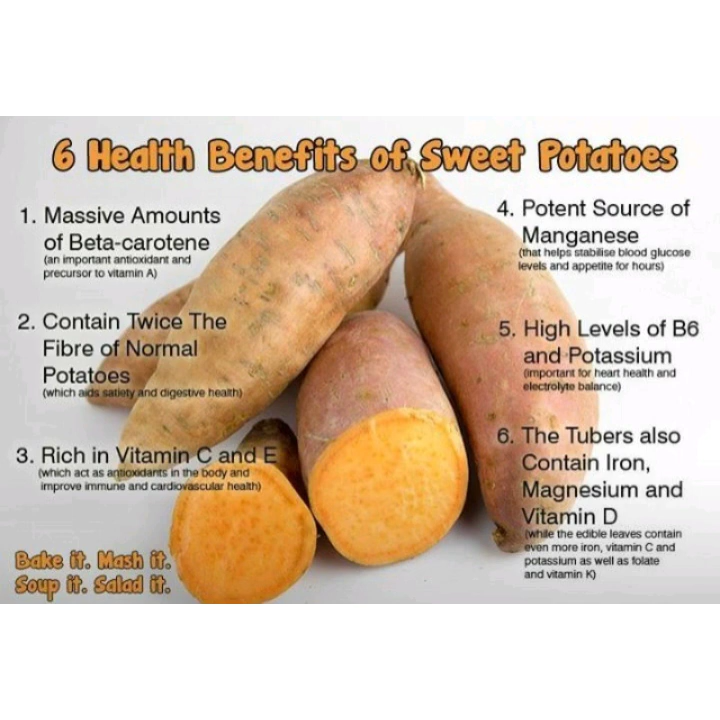 6 Health Benefits of Sweet Potatoes
1. Massive Amounts
of Beta-carotene
(an important antioxidant and
precursor to vitamin A)
2. Contain Twice The
Fibre of Normal
Potatoes
(which aids satiety and digestive health)
3. Rich in Vitamin C and E
(which act as antioxidants in the body and
improve immune and cardiovascular health)
Bake it. Mash it.
Soup it. Salad it.
4. Potent Source of
Manganese
(that helps stabilise blood glucose
levels and appetite for hours)
5. High Levels of B6
and Potassium
(important for heart health and
electrolyte balance)
6. The Tubers also
Contain Iron,
Magnesium and
Vitamin D
(while the edible leaves contain
even more iron, vitamin C and
potassium as well as folate
and vitamin K)